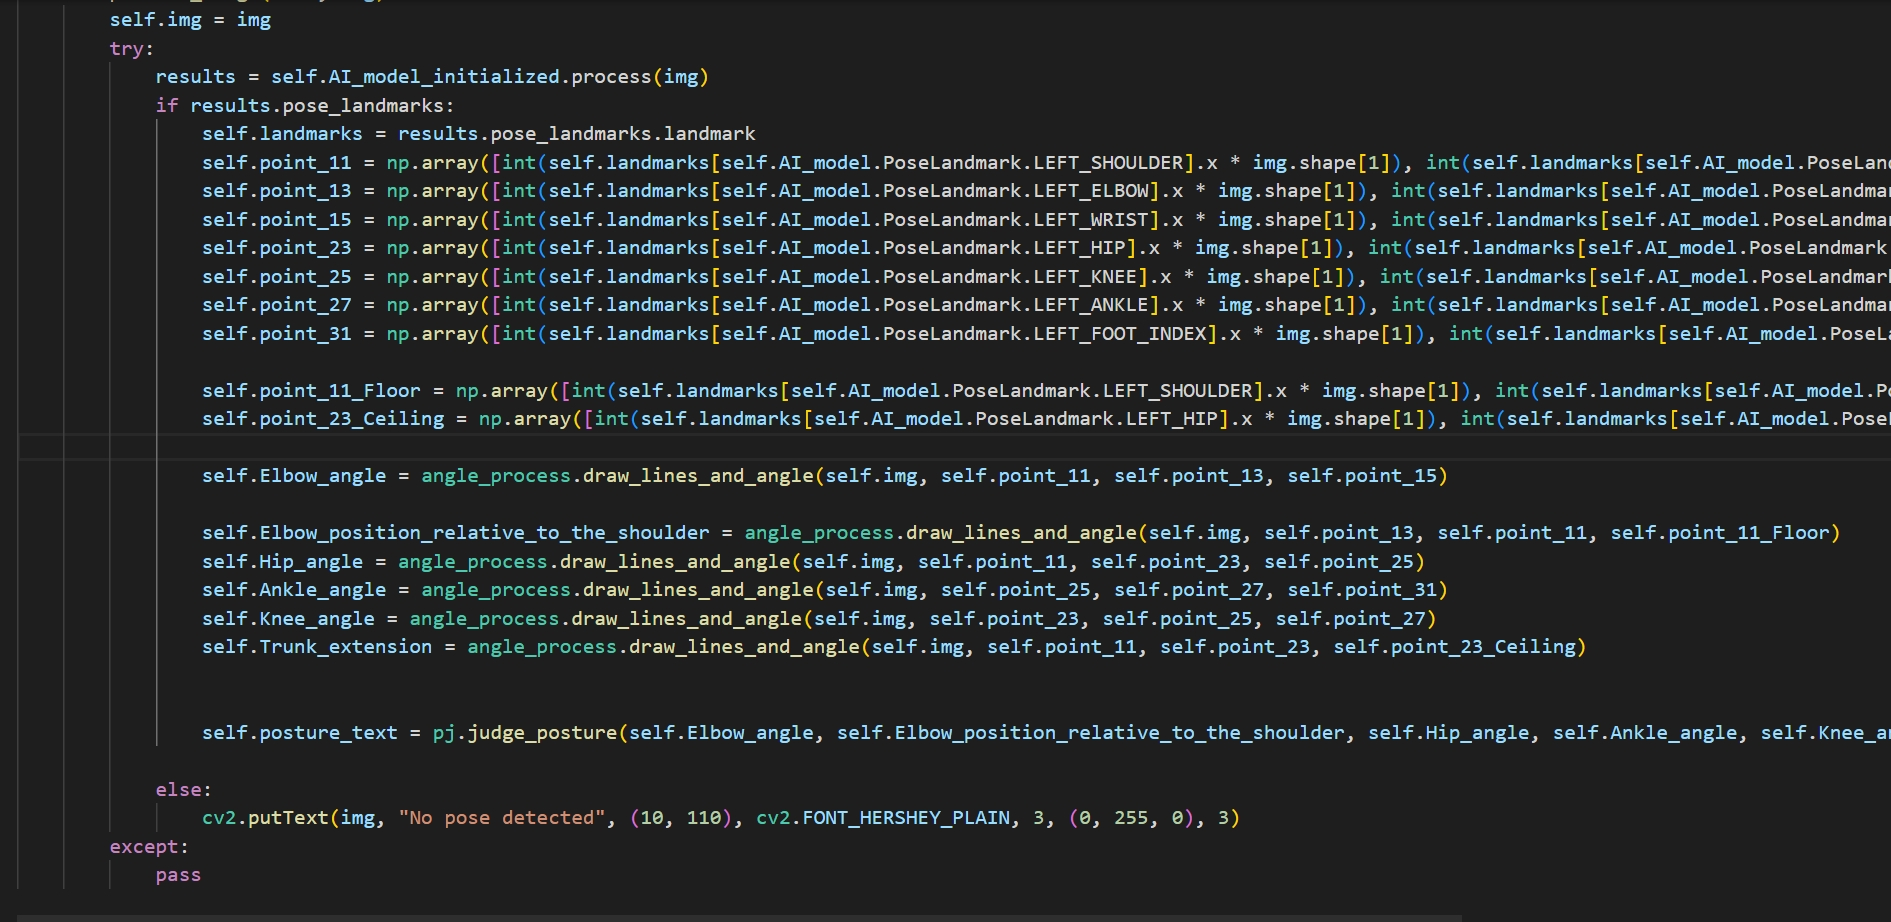 self.img = img
try:
results = self.AI_model_initialized.process(img)
if results.pose_landmarks:
self.landmarks = results.pose_landmarks.landmark
self.point_11 = np.array([int(self.landmarks[self.AI_model.PoseLandmark.LEFT_SHOULDER].x * img.shape[1]), int(self.landmarks[self.AI_model.PoseLan
self.point_13 = np.array([int(self.landmarks[self.AI_model.PoseLandmark.LEFT_ELBOW].x * img.shape[1]), int(self.landmarks[self.AI_model.PoseLandma
self.point_15 = np.array([int(self.landmarks[self.AI_model.PoseLandmark.LEFT_WRIST].x * img.shape[1]), int(self.landmarks[self.AI_model.PoseLandma
self.point_23 = np.array([int(self.landmarks[self.AI_model.PoseLandmark.LEFT_HIP].x * img.shape[1]), int(self.landmarks[self.AI_model.PoseLandmark
self.point_25 = np.array([int(self.landmarks[self.AI_model.PoseLandmark.LEFT_KNEE].x * img.shape[1]), int(self.landmarks[self.AI_model.PoseLandmark
self.point_27 = np.array([int(self.landmarks[self.AI_model.PoseLandmark.LEFT_ANKLE].x * img.shape[1]), int(self.landmarks[self.AI_model.PoseLandma
self.point_31 = np.array([int(self.landmarks[self.AI_model.PoseLandmark.LEFT_FOOT_INDEX].x * img.shape[1]), int(self.landmarks[self.AI_model.PoseL
self.point_11_Floor = np.array([int(self.landmarks[self.AI_model.PoseLandmark.LEFT_SHOULDER].x * img.shape[1]), int(self.landmarks[self.AI_model.P
self.point_23_Ceiling = np.array([int(self.landmarks[self.AI_model.PoseLandmark.LEFT_HIP].x * img.shape[1]), int(self.landmarks[self.AI_model.Pose
self.Elbow_angle = angle_process.draw_lines_and_angle(self.img, self.point_11, self.point_13, self.point_15)
self.Elbow_position_relative_to_the_shoulder = angle_process.draw_lines_and_angle(self.img, self.point_13, self.point_11, self.point_11_Floor)
self.Hip_angle = angle_process.draw_lines_and_angle(self.img, self.point_11, self.point_23, self.point_25)
self.Ankle_angle = angle_process.draw_lines_and_angle(self.img, self.point_25, self.point_27, self.point_31)
self.Knee_angle = angle_process.draw_lines_and_angle(self.img, self.point_23, self.point_25, self.point_27)
self.Trunk_extension = angle_process.draw_lines_and_angle(self.img, self.point_11, self.point_23, self.point_23_Ceiling)
self.posture_text = pj.judge_posture(self.Elbow_angle, self.Elbow_position_relative_to_the_shoulder, self.Hip_angle, self.Ankle_angle, self.Knee_a
else:
cv2.putText(img, "No pose detected", (10, 110), cv2.FONT_HERSHEY_PLAIN, 3, (0, 255, 0), 3)
except:
pass